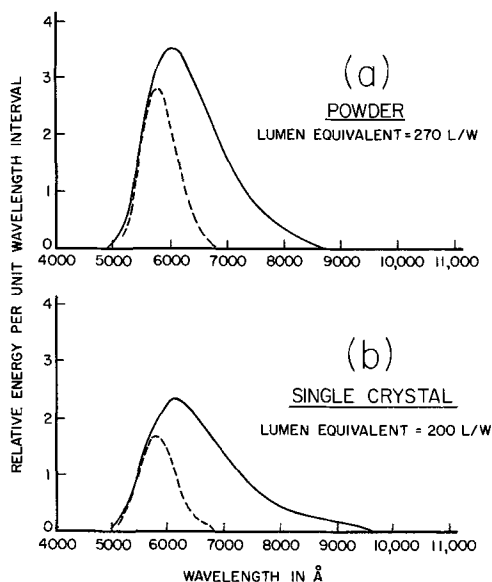 RELATIVE ENERGY PER UNIT WAVELENGTH INTERVAL
4
3
2
1
0
(a)
POWDER
LUMEN EQUIVALENT = 270 L/W
4000 5000 6000 7000 8000 9000 10,000 11,000
4
3
2
1
0
(b)
SINGLE CRYSTAL
LUMEN EQUIVALENT = 200 L/W
4000 5000 6000 7000 8000 9000 10,000 11,000
WAVELENGTH IN Å